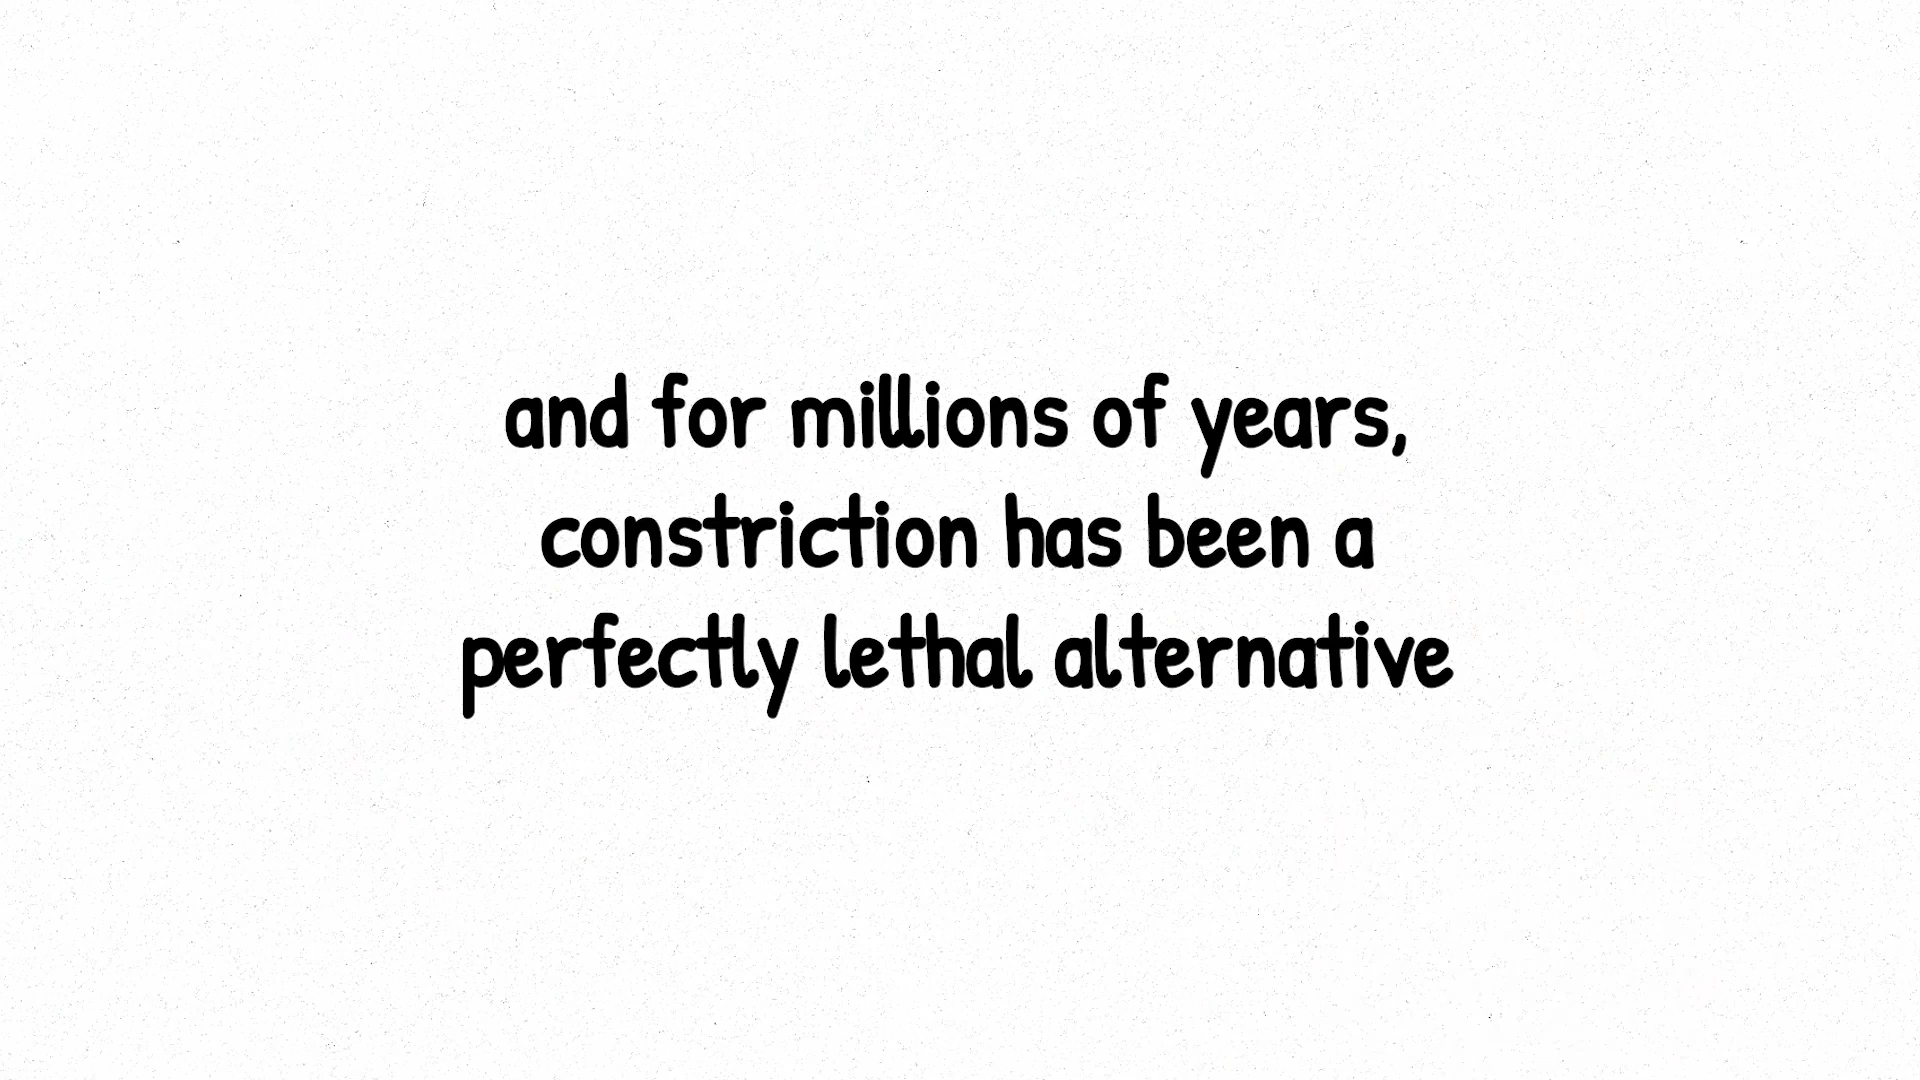 and for millions of years,
constriction has been a
perfectly lethal alternative